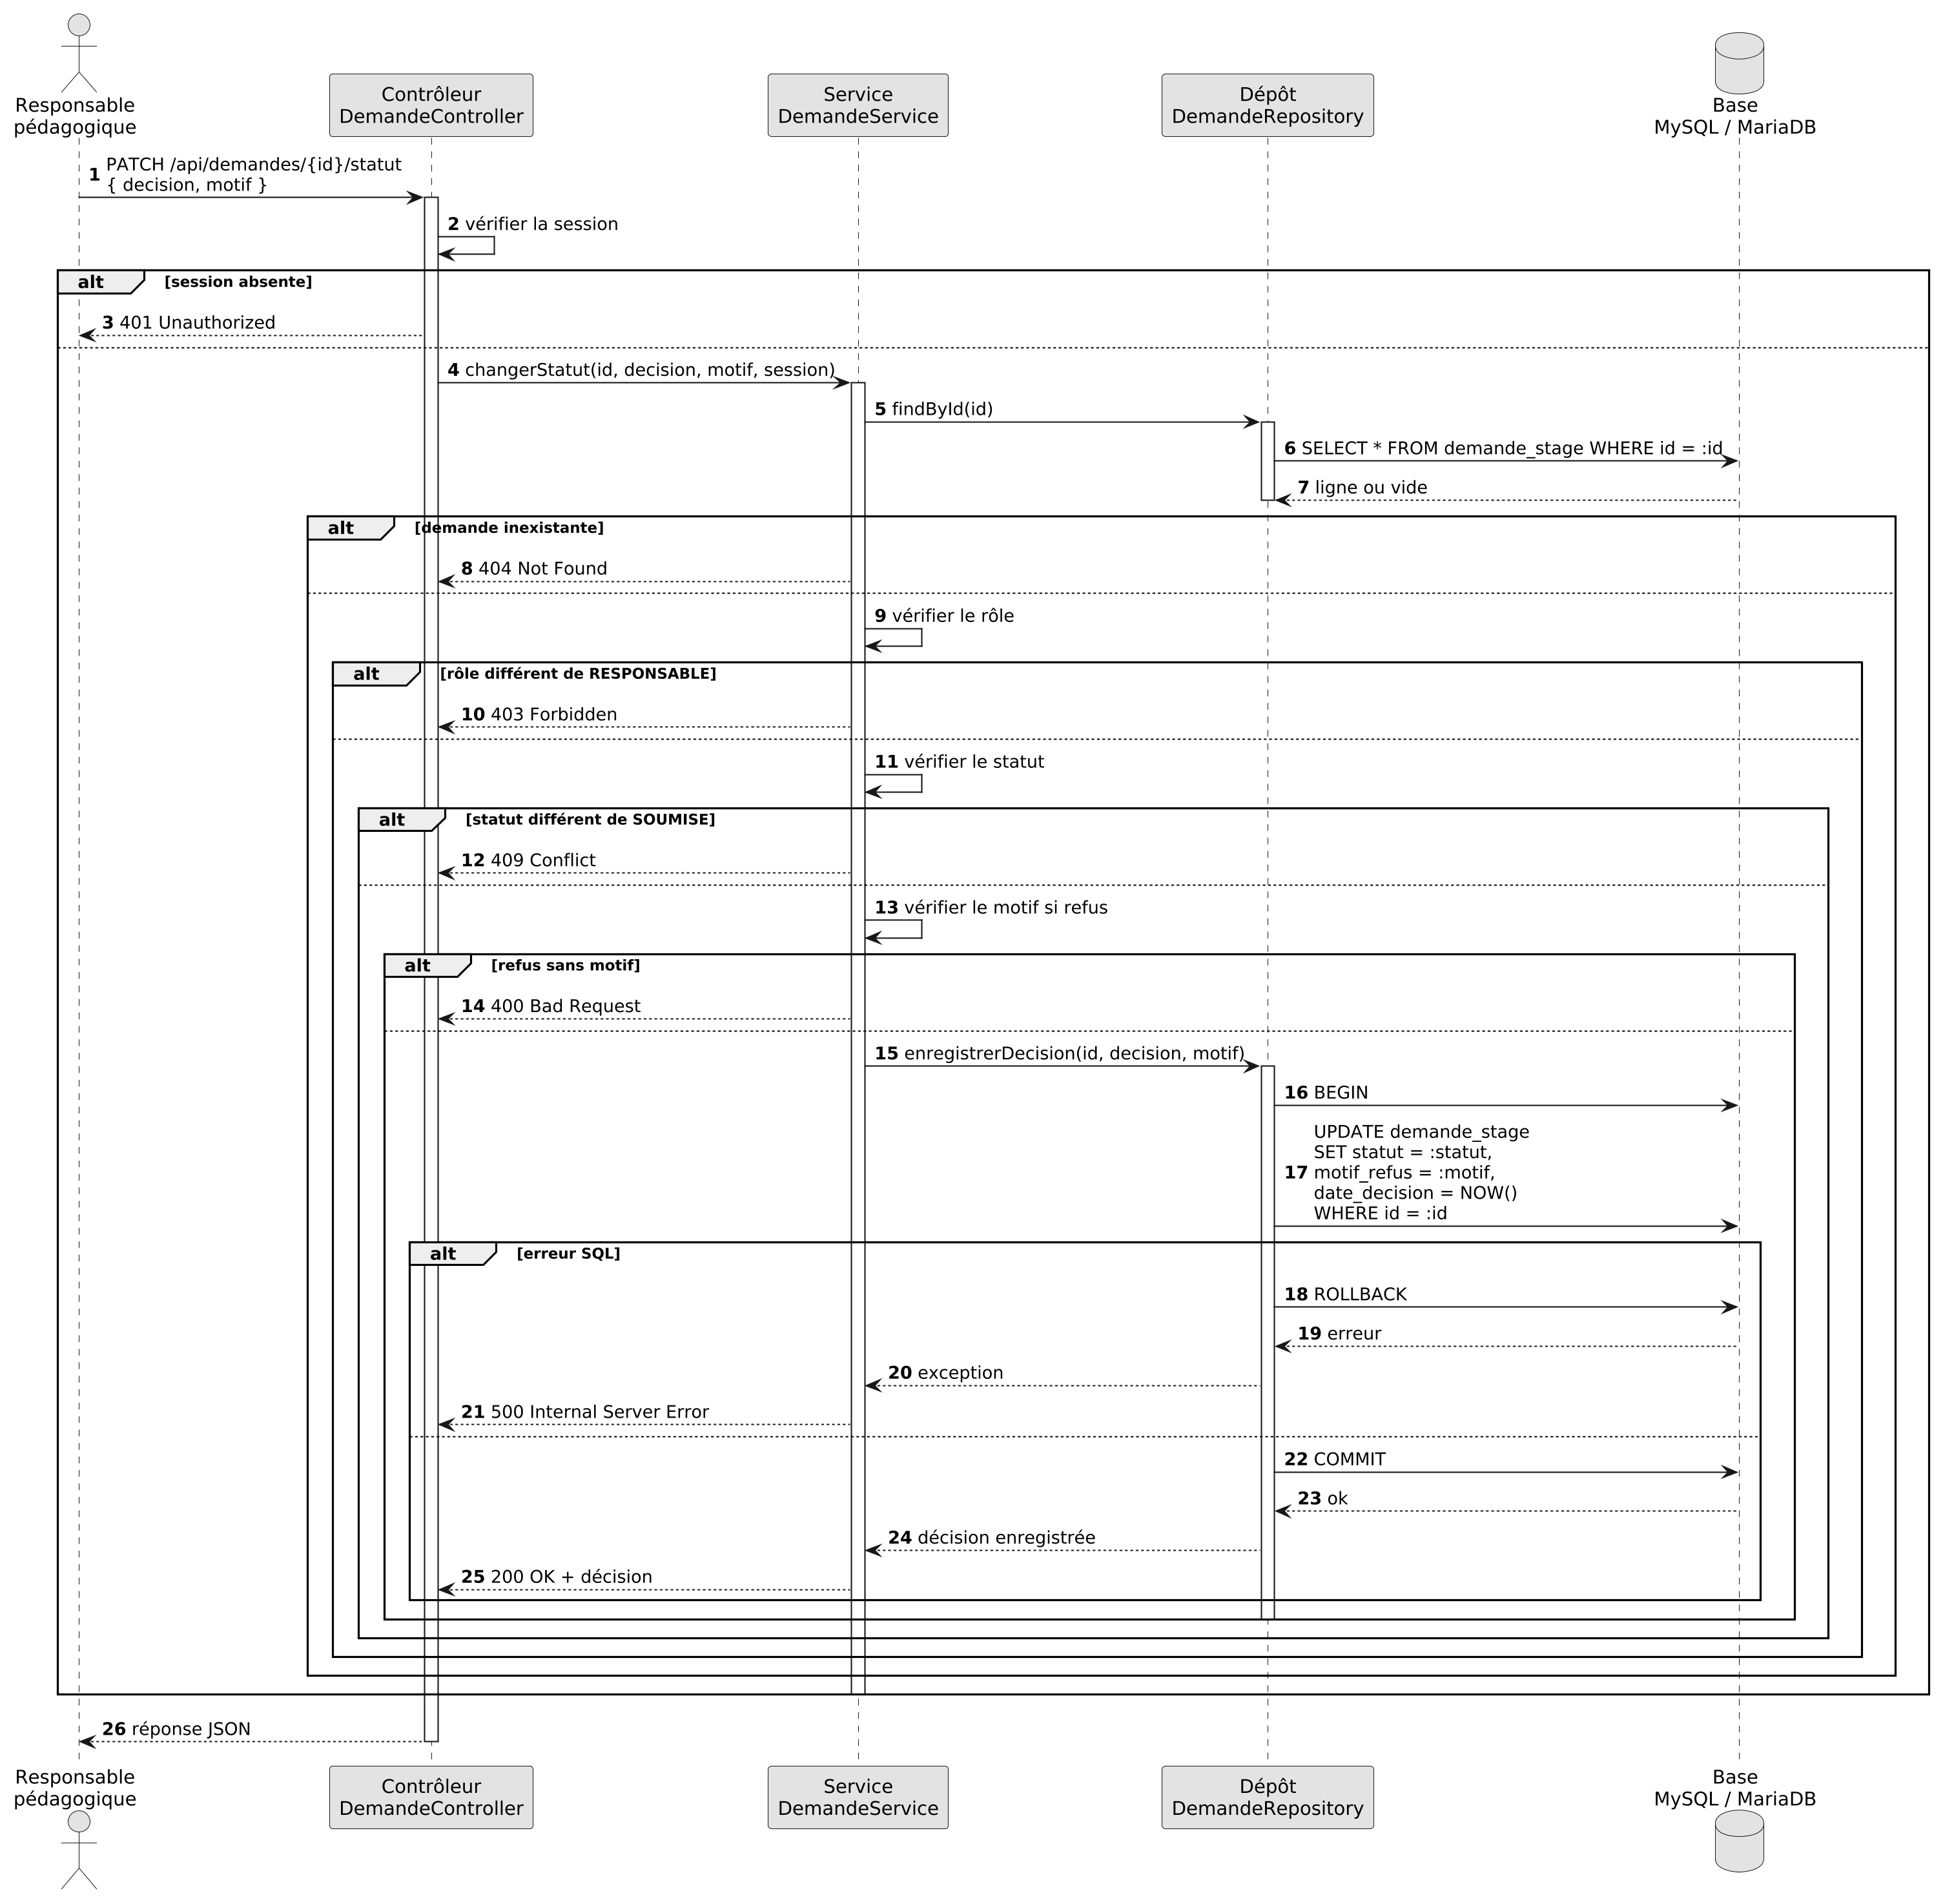 Responsable
pédagogique
Contrôleur
DemandeController
Service
DemandeService
Dépôt
DemandeRepository
Base
MySQL / MariaDB
1 PATCH /api/demandes/{id}/statut
{ decision, motif }
2 vérifier la session
alt [session absente]
3 401 Unauthorized
4 changerStatut(id, decision, motif, session)
5 findById(id)
6 SELECT * FROM demande_stage WHERE id = :id
7 ligne ou vide
alt [demande inexistante]
8 404 Not Found
9 vérifier le rôle
alt [rôle différent de RESPONSABLE]
10 403 Forbidden
11 vérifier le statut
alt [statut différent de SOUMISE]
12 409 Conflict
13 vérifier le motif si refus
alt [refus sans motif]
14 400 Bad Request
15 enregistrerDecision(id, decision, motif)
16 BEGIN
UPDATE demande_stage
SET statut = :statut,
17 motif_refus = :motif,
date_decision = NOW()
WHERE id = :id
alt [erreur SQL]
18 ROLLBACK
19 erreur
20 exception
21 500 Internal Server Error
22 COMMIT
23 ok
24 décision enregistrée
25 200 OK + décision
26 réponse JSON
Responsable
pédagogique
Contrôleur
DemandeController
Service
DemandeService
Dépôt
DemandeRepository
Base
MySQL / MariaDB